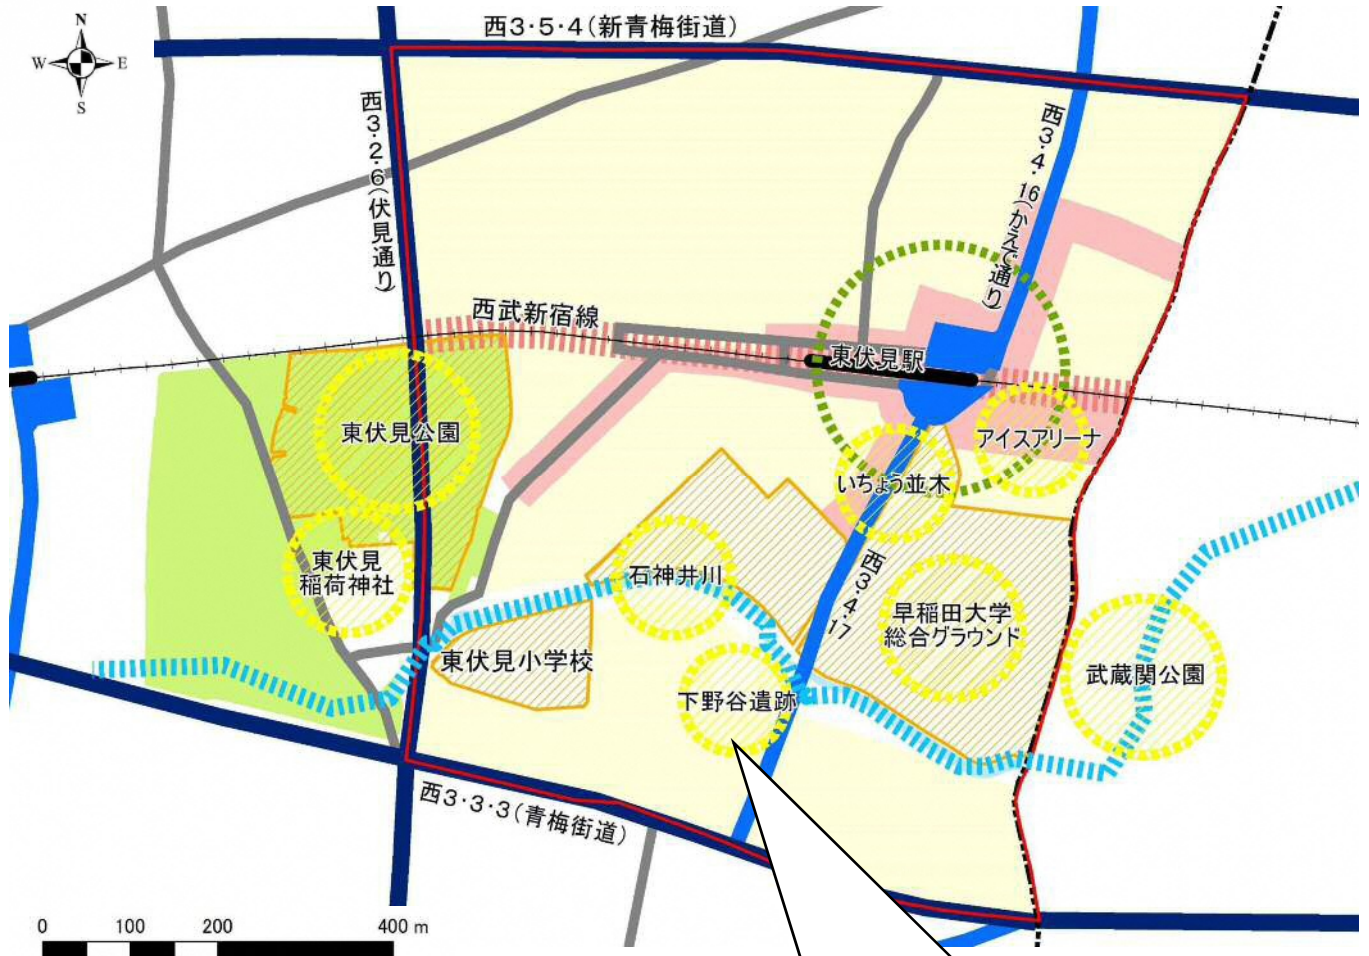 西3・5・4（新青梅街道）
N
W E
S
西3・2・6（伏見通り）
西3・4・16（かえで通り）
西武新宿線
東伏見駅
東伏見公園
アイスアリーナ
いちょう並木
東伏見
稲荷神社
石神井川
西3・4・17
早稲田大学
総合グラウンド
東伏見小学校
下野谷遺跡
武蔵関公園
西3・3・3（青梅街道）
0 100 200 400 m